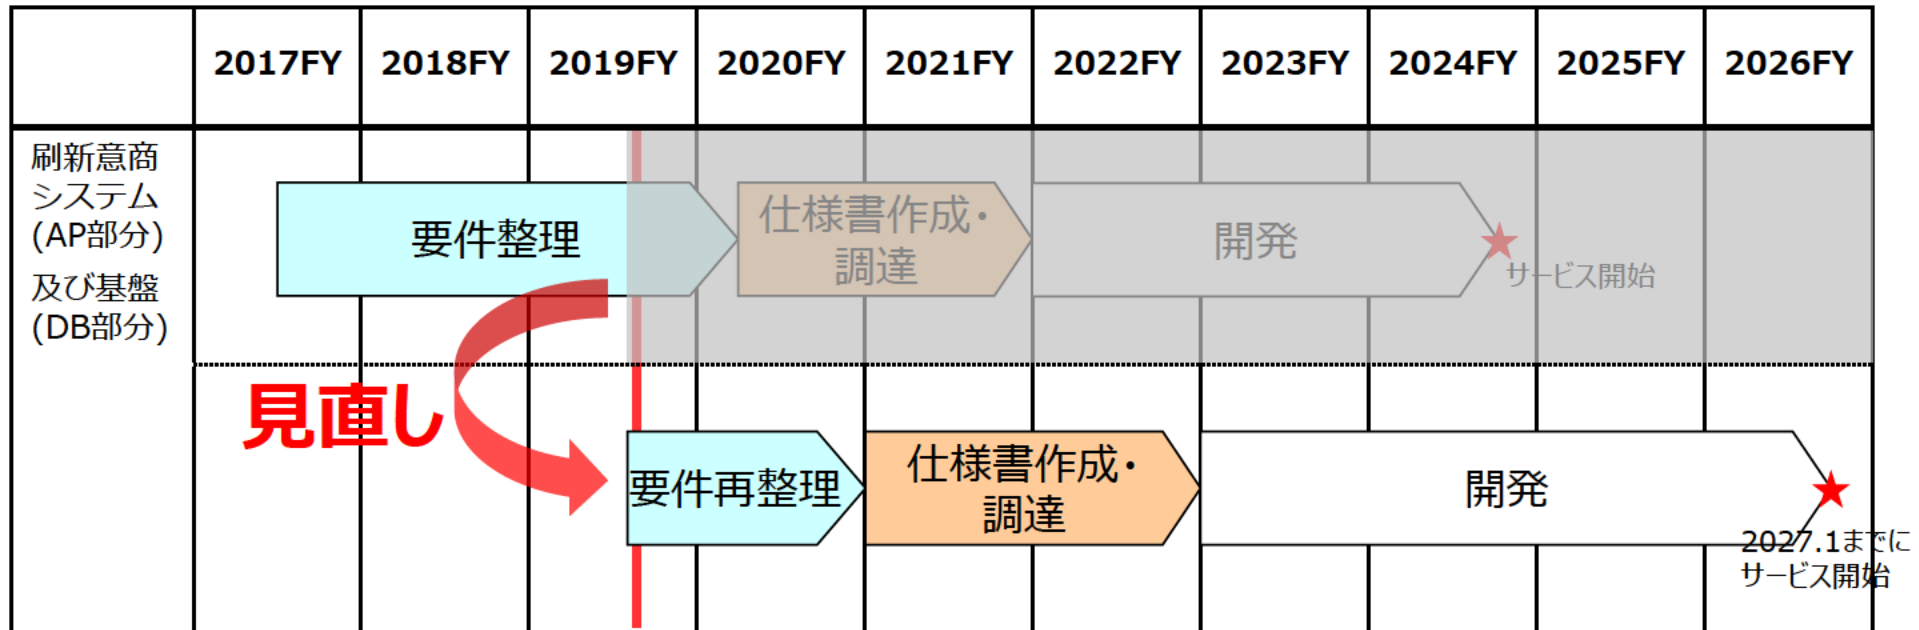 2017FY 2018FY 2019FY 2020FY 2021FY 2022FY 2023FY 2024FY 2025FY 2026FY
刷新意商
システム
(AP部分)
及び基盤
(DB部分)
要件整理
仕様書作成・
調達
開発
サービス開始
見直し
要件再整理
仕様書作成・
調達
開発
2027.1までに
サービス開始